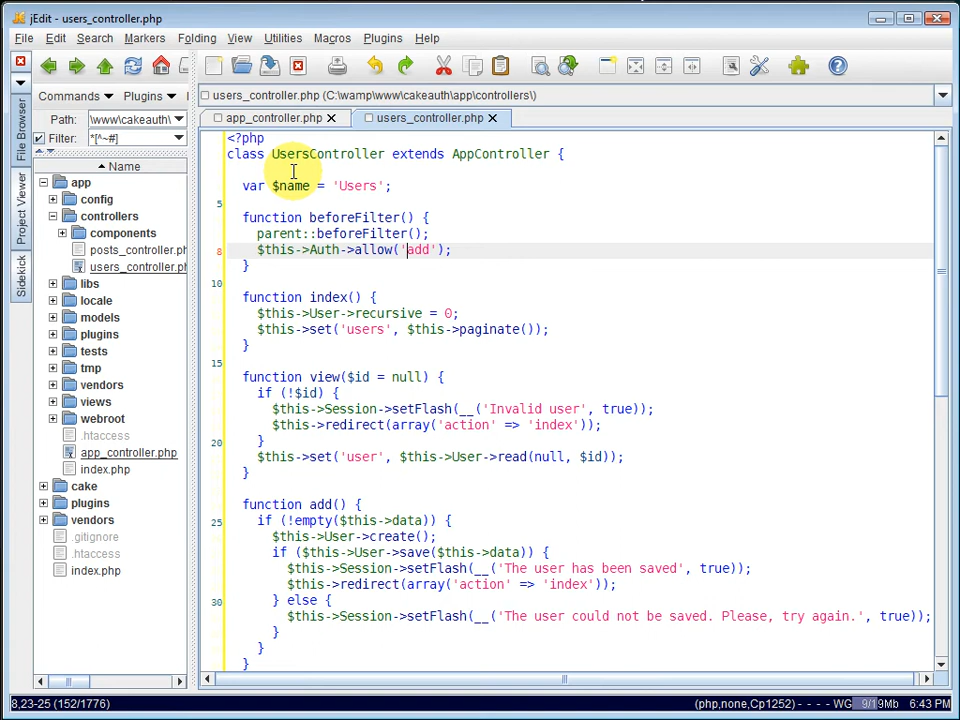 jEdit - users_controller.php
File Edit Search Markers Folding View Utilities Macros Plugins Help
Commands Plugins
Path: \www\cakeauth\
Filter: *[^~#]
Name
File Browser
Project Viewer
Sidekick
app
config
controllers
components
posts_controller.ph
users_controller.ph
libs
locale
models
plugins
tests
tmp
vendors
views
webroot
.htaccess
app_controller.php
index.php
cake
plugins
vendors
.gitignore
.htaccess
index.php
users_controller.php (C:\wamp\www\cakeauth\app\controllers\)
app_controller.php users_controller.php
<?php
class UsersController extends AppController {
var $name = 'Users';
5
function beforeFilter() {
parent::beforeFilter();
8 $this->Auth->allow('add');
}
10
function index() {
$this->User->recursive = 0;
$this->set('users', $this->paginate());
}
15
function view($id = null) {
if (!$id) {
$this->Session->setFlash(__('Invalid user', true));
$this->redirect(array('action' => 'index'));
20 }
$this->set('user', $this->User->read(null, $id));
}
function add() {
25 if (!empty($this->data)) {
$this->User->create();
if ($this->User->save($this->data)) {
$this->Session->setFlash(__('The user has been saved', true));
$this->redirect(array('action' => 'index'));
30 } else {
$this->Session->setFlash(__('The user could not be saved. Please, try again.', true));
}
}
}
8,23-25 (152/1776) (php,none,Cp1252) - - - - WG 9/19Mb 6:43 PM